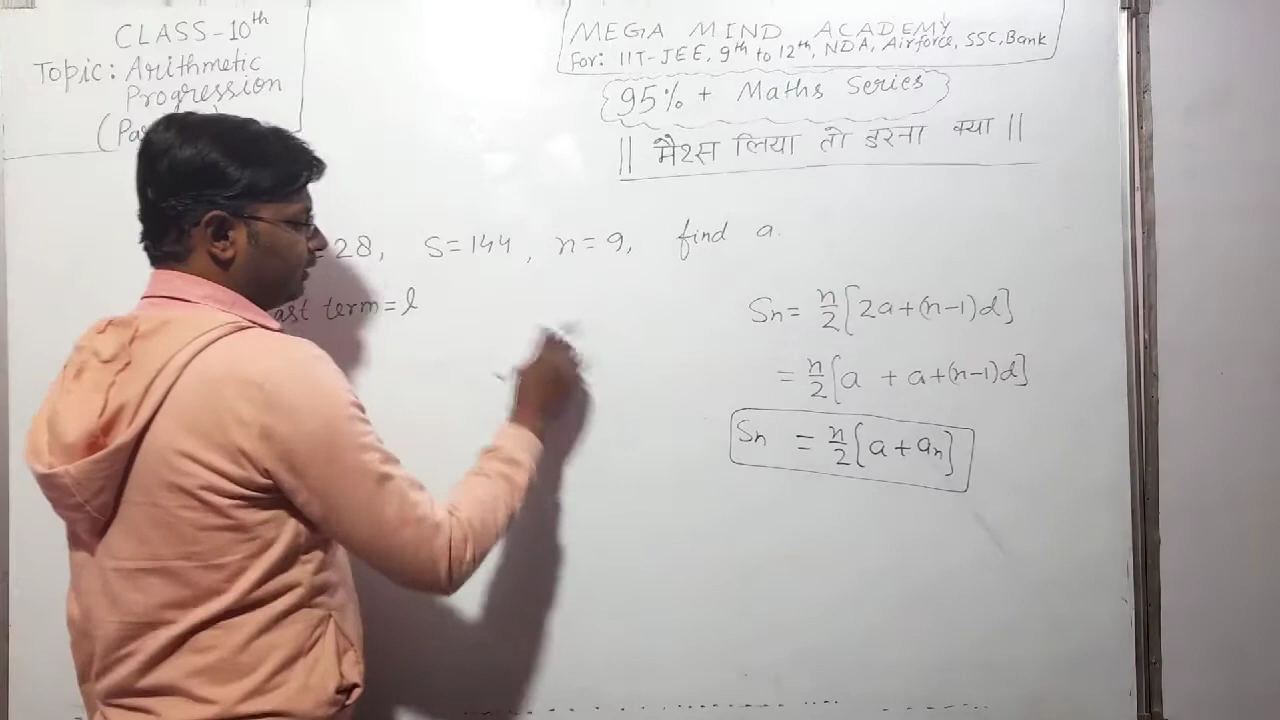 CLASS-10th
Topic: Arithmetic
Progression
MEGA MIND ACADEMY
For: IIT-JEE, 9th to 12th, NDA, Airforce, SSC, Bank
95% + Maths Series
|| मैथ्स लिया तो डरना क्या ||
=28, S=144, n=9, find a.
term=l
Sn= n/2[2a+(n-1)d]
= n/2[a + a+(n-1)d]
Sn = n/2[a+an]